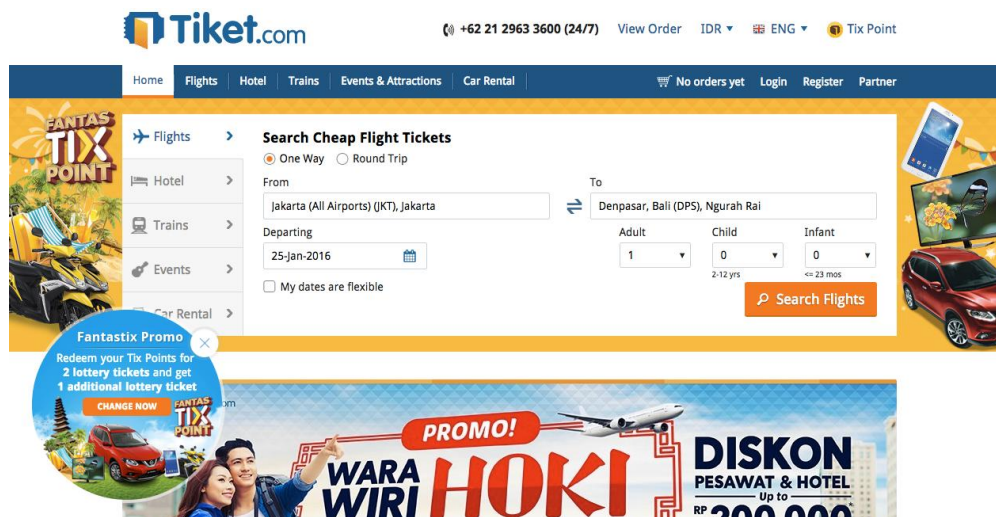 Tiket.com
+62 21 2963 3600 (24/7) View Order IDR ENG Tix Point
Home Flights Hotel Trains Events & Attractions Car Rental No orders yet Login Register Partner
FANTAS
TIX
POINT
Flights
Hotel
Trains
Events
Car Rental
Search Cheap Flight Tickets
One Way Round Trip
From To
Jakarta (All Airports) (JKT), Jakarta Denpasar, Bali (DPS), Ngurah Rai
Departing Adult Child Infant
25-Jan-2016 1 0 0
2-12 yrs <= 23 mos
My dates are flexible
Search Flights
Fantastix Promo
Redeem your Tix Points for
2 lottery tickets and get
1 additional lottery ticket
CHANGE NOW
FANTAS
TIX
POINT
om
PROMO!
WARA
WIRI
HOKI
DISKON
PESAWAT & HOTEL
Up to
RP 200.000